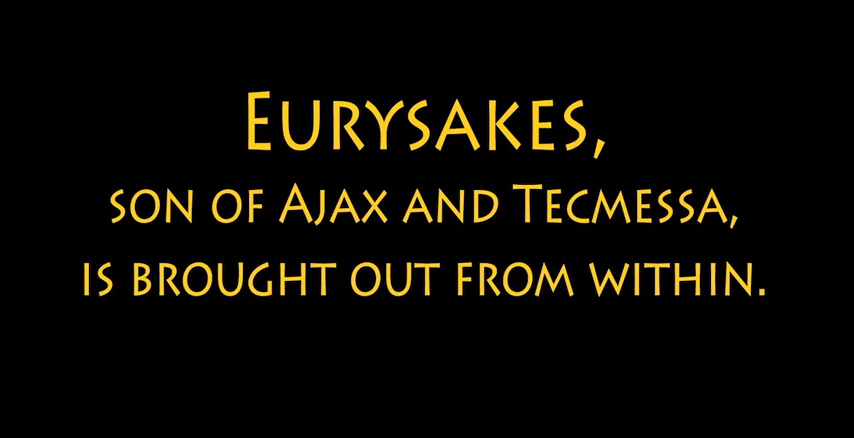 Eurysakes,
son of Ajax and Tecmessa,
is brought out from within.